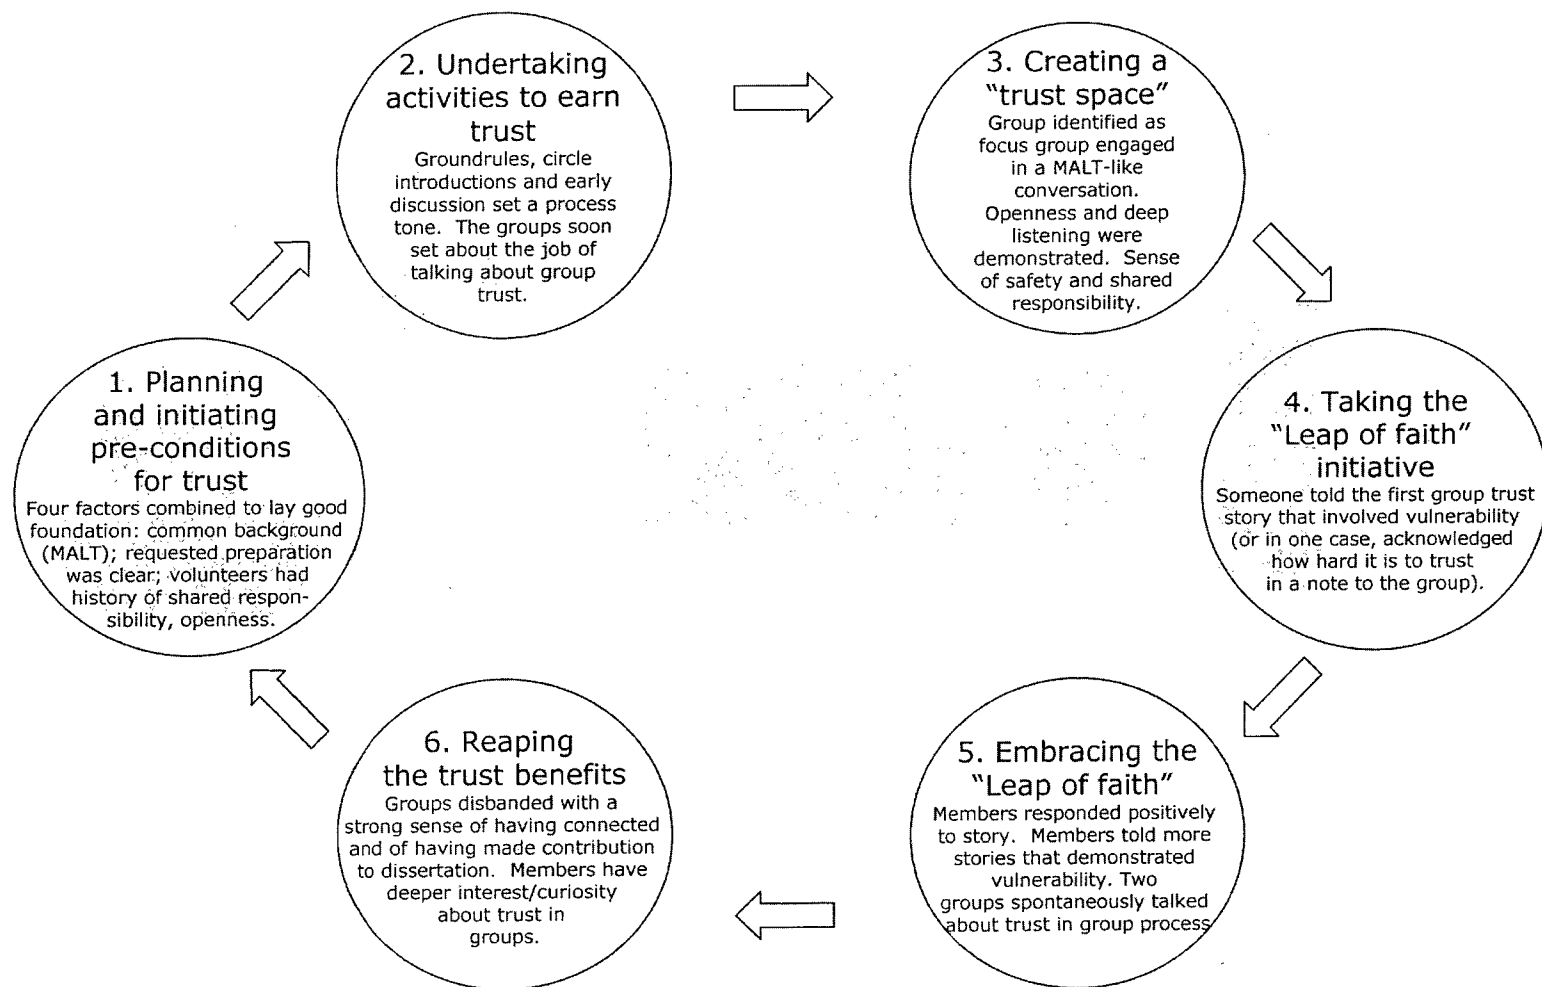 1. Planning
and initiating
pre-conditions
for trust
Four factors combined to lay good
foundation: common background
(MALT); requested preparation
was clear; volunteers had
history of shared respon-
sibility, openness.
2. Undertaking
activities to earn
trust
Groundrules, circle
introductions and early
discussion set a process
tone.  The groups soon
set about the job of
talking about group
trust.
3. Creating a
“trust space”
Group identified as
focus group engaged
in a MALT-like
conversation.
Openness and deep
listening were
demonstrated.  Sense
of safety and shared
responsibility.
4. Taking the
“Leap of faith”
initiative
Someone told the first group trust
story that involved vulnerability
(or in one case, acknowledged
how hard it is to trust
in a note to the group).
5. Embracing the
“Leap of faith”
Members responded positively
to story.  Members told more
stories that demonstrated
vulnerability. Two
groups spontaneously talked
about trust in group process
6. Reaping
the trust benefits
Groups disbanded with a
strong sense of having connected
and of having made contribution
to dissertation.  Members have
deeper interest/curiosity
about trust in
groups.